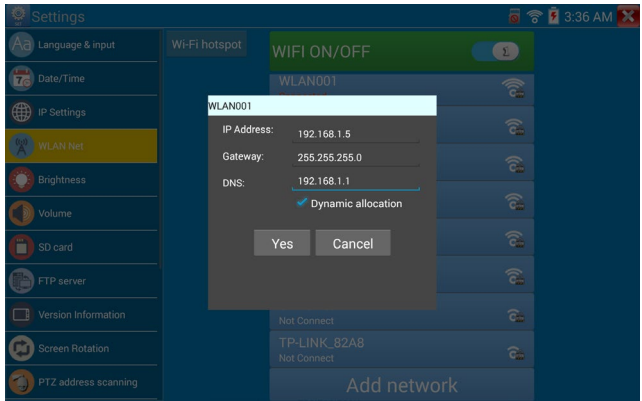 Settings
3:36 AM
Language & input
Date/Time
IP Settings
WLAN Net
Brightness
Volume
SD card
FTP server
Version Information
Screen Rotation
PTZ address scanning
Wi-Fi hotspot
WIFI ON/OFF
WLAN001
WLAN001
IP Address: 192.168.1.5
Gateway: 255.255.255.0
DNS: 192.168.1.1
Dynamic allocation
Yes Cancel
Not Connect
TP-LINK_82A8
Not Connect
Add network